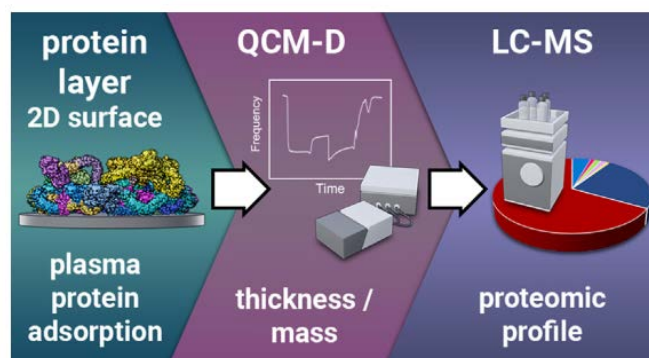 protein
layer
2D surface
plasma
protein
adsorption
QCM-D
Frequency
Time
thickness /
mass
LC-MS
proteomic
profile